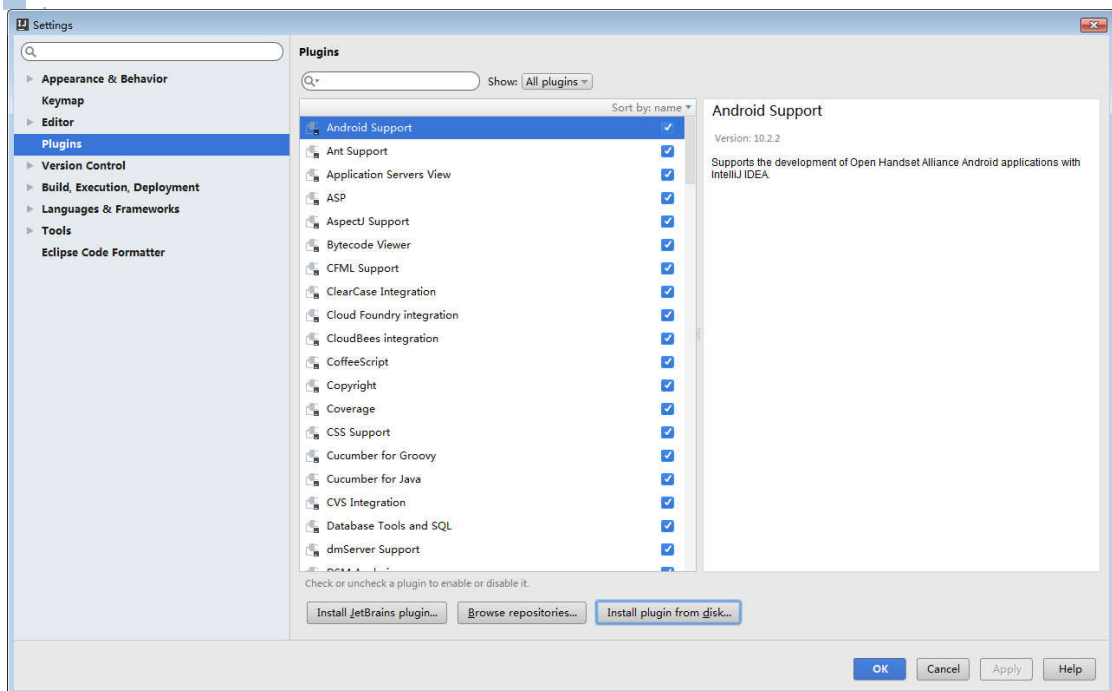 Settings
Appearance & Behavior
Keymap
Editor
Plugins
Version Control
Build, Execution, Deployment
Languages & Frameworks
Tools
Eclipse Code Formatter
Plugins
Show: All plugins
Sort by: name
Android Support
Ant Support
Application Servers View
ASP
AspectJ Support
Bytecode Viewer
CFML Support
ClearCase Integration
Cloud Foundry integration
CloudBees integration
CoffeeScript
Copyright
Coverage
CSS Support
Cucumber for Groovy
Cucumber for Java
CVS Integration
Database Tools and SQL
dmServer Support
Check or uncheck a plugin to enable or disable it.
Install JetBrains plugin... Browse repositories... Install plugin from disk...
Android Support
Version: 10.2.2
Supports the development of Open Handset Alliance Android applications with
IntelliJ IDEA.
OK Cancel Apply Help